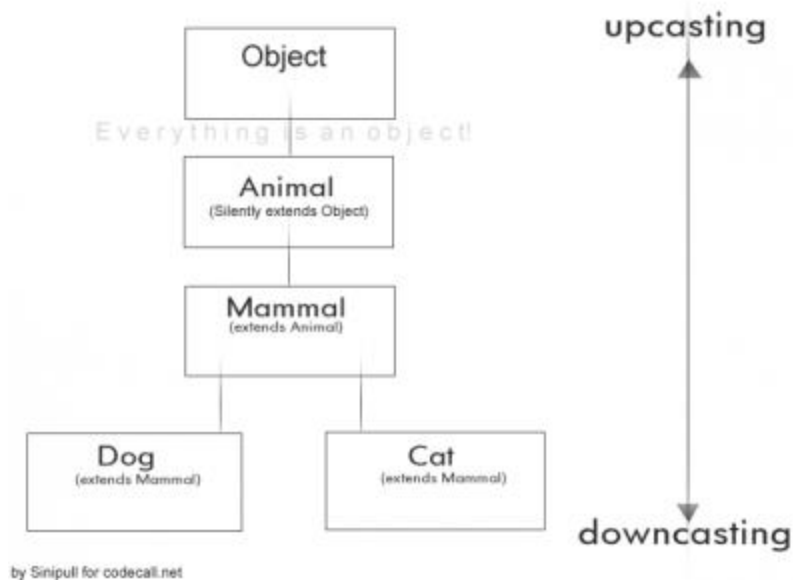 Object
Everything is an object!
Animal
(Silently extends Object)
Mammal
(extends Animal)
Dog
(extends Mammal)
Cat
(extends Mammal)
upcasting
downcasting
by Sinipull for codecall.net